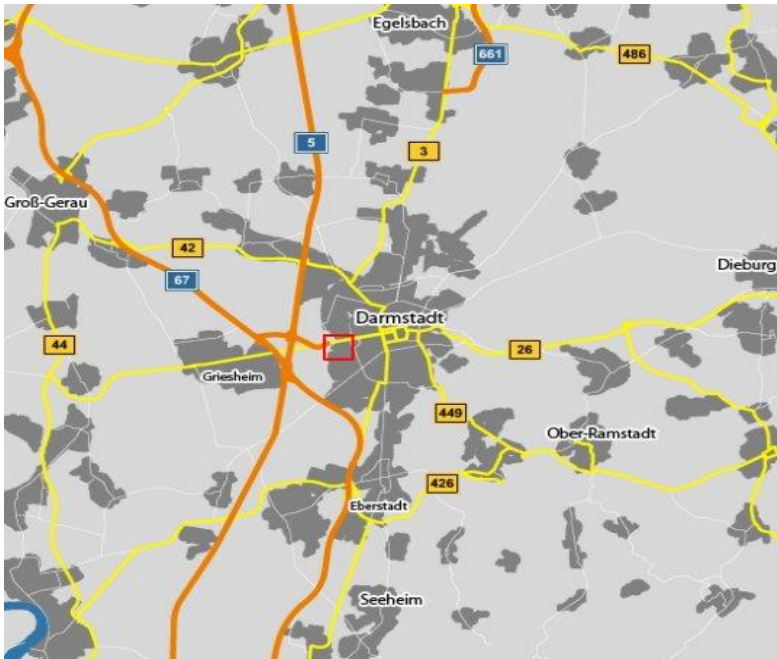 Egelsbach
661
486
5
3
Groß-Gerau
42
Dieburg
67
Darmstadt
44
26
Griesheim
449
Ober-Ramstadt
426
Eberstadt
Seeheim